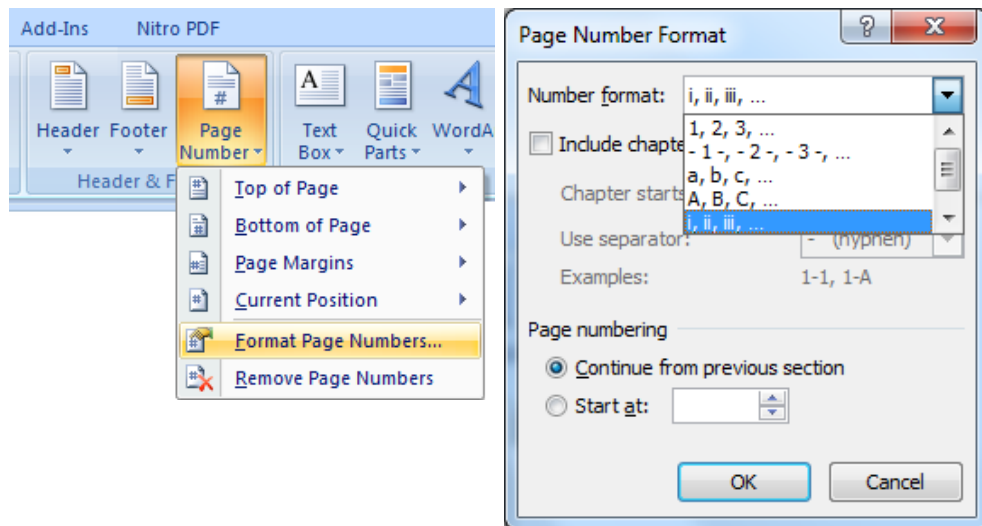 Add-Ins Nitro PDF
Header Footer Page Number Text Box Quick Parts WordA
Header & F
Top of Page
Bottom of Page
Page Margins
Current Position
Format Page Numbers...
Remove Page Numbers
Page Number Format
Number format: i, ii, iii, ...
1, 2, 3, ...
Include chapte
- 1 -, - 2 -, - 3 -, ...
a, b, c, ...
Chapter starts
A, B, C, ...
i, ii, iii, ...
Use separator: - (hyphen)
Examples: 1-1, 1-A
Page numbering
Continue from previous section
Start at:
OK Cancel